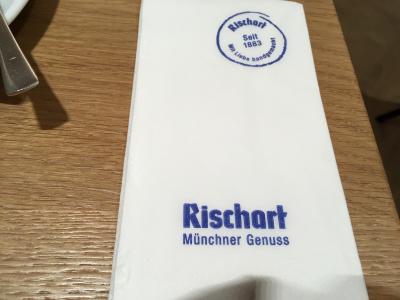 Rischart
Seit
1883
Mit Liebe handgemacht
Rischart
Münchner Genuss